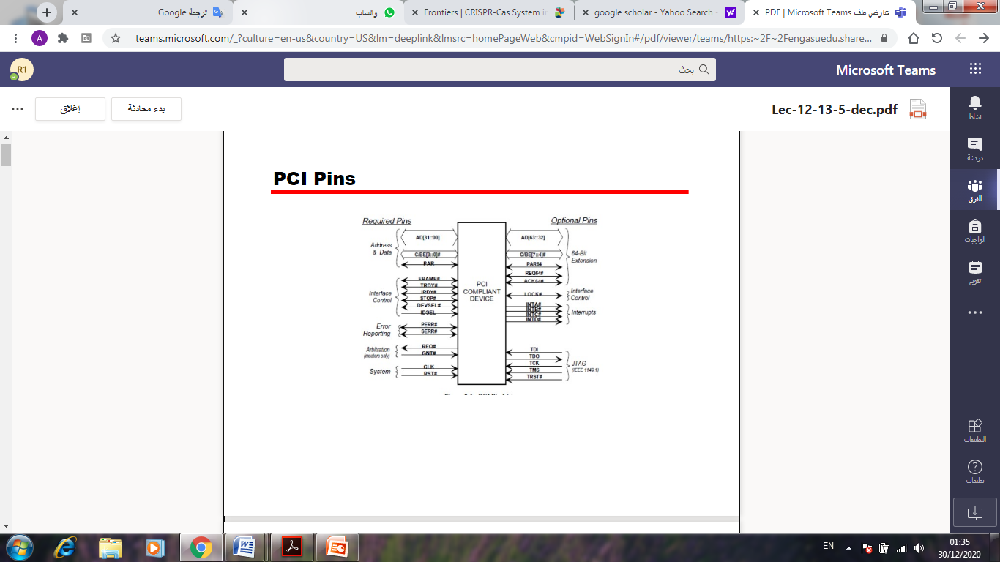 ترجمة Google
واتساب
Frontiers | CRISPR-Cas System in
google scholar - Yahoo Search -
عارض ملف PDF | Microsoft Teams
A
teams.microsoft.com/_?culture=en-us&country=US&lm=deeplink&lmsrc=homePageWeb&cmpid=WebSignIn#/pdf/viewer/teams/https:~2F~2Fengasuedu.share...
R1
بحث
Microsoft Teams
إغلاق
بدء محادثة
Lec-12-13-5-dec.pdf
نشاط
دردشة
الفرق
الواجبات
تقويم
التطبيقات
تعليمات
PCI Pins
Required Pins
Optional Pins
Address
& Data
AD[31::00]
C/BE[3::0]#
PAR
Interface
Control
FRAME#
TRDY#
IRDY#
STOP#
DEVSEL#
IDSEL
Error
Reporting
PERR#
SERR#
Arbitration
(masters only)
REQ#
GNT#
System
CLK
RST#
PCI
COMPLIANT
DEVICE
AD[63::32]
C/BE[7::4]#
PAR64
REQ64#
ACK64#
64-Bit
Extension
LOCK#
Interface
Control
INTA#
INTB#
INTC#
INTD#
Interrupts
TDI
TDO
TCK
TMS
TRST#
JTAG
(IEEE 1149.1)
EN
01:35
30/12/2020